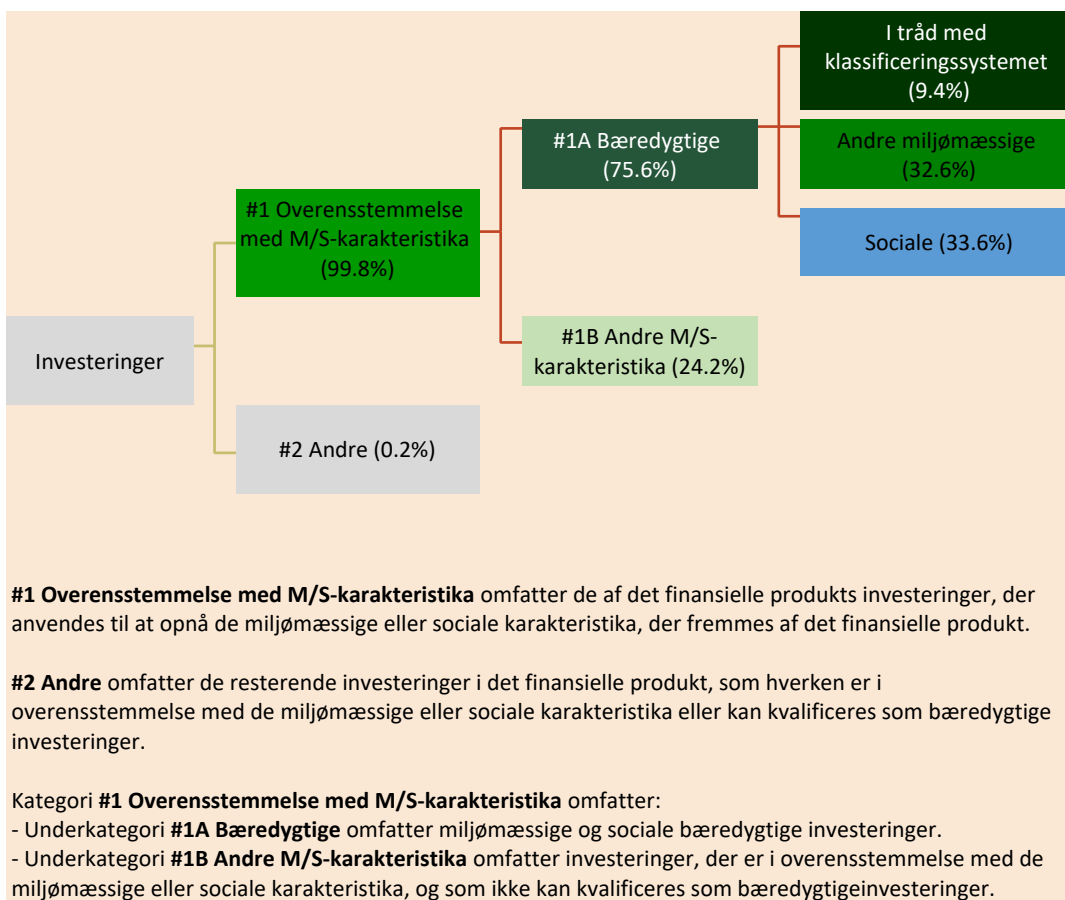 I tråd med
klassificeringssystemet
(9.4%)
#1A Bæredygtige
(75.6%)
Andre miljømæssige
(32.6%)
#1 Overensstemmelse
med M/S-karakteristika
(99.8%)
Sociale (33.6%)
Investeringer
#1B Andre M/S-
karakteristika (24.2%)
#2 Andre (0.2%)
#1 Overensstemmelse med M/S-karakteristika omfatter de af det finansielle produkts investeringer, der
anvendes til at opnå de miljømæssige eller sociale karakteristika, der fremmes af det finansielle produkt.
#2 Andre omfatter de resterende investeringer i det finansielle produkt, som hverken er i
overensstemmelse med de miljømæssige eller sociale karakteristika eller kan kvalificeres som bæredygtige
investeringer.
Kategori #1 Overensstemmelse med M/S-karakteristika omfatter:
- Underkategori #1A Bæredygtige omfatter miljømæssige og sociale bæredygtige investeringer.
- Underkategori #1B Andre M/S-karakteristika omfatter investeringer, der er i overensstemmelse med de
miljømæssige eller sociale karakteristika, og som ikke kan kvalificeres som bæredygtigeinvesteringer.